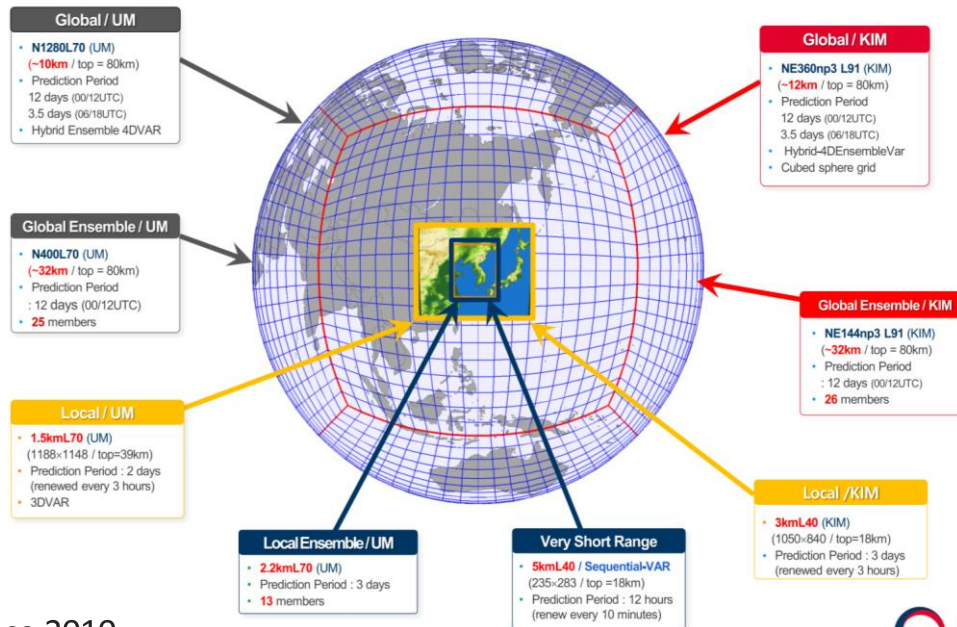 Global / UM
• N1280L70 (UM)
(~10km / top = 80km)
• Prediction Period
12 days (00/12UTC)
3.5 days (06/18UTC)
• Hybrid Ensemble 4DVAR
Global / KIM
• NE360np3 L91 (KIM)
(~12km / top = 80km)
• Prediction Period
12 days (00/12UTC)
3.5 days (06/18UTC)
• Hybrid-4DEnsembleVar
• Cubed sphere grid
Global Ensemble / UM
• N400L70 (UM)
(~32km / top = 80km)
• Prediction Period
: 12 days (00/12UTC)
• 25 members
Global Ensemble / KIM
• NE144np3 L91 (KIM)
(~32km / top = 80km)
• Prediction Period
: 12 days (00/12UTC)
• 26 members
Local / UM
• 1.5kmL70 (UM)
(1188×1148 / top=39km)
• Prediction Period : 2 days
(renewed every 3 hours)
• 3DVAR
Local /KIM
• 3kmL40 (KIM)
(1050×840 / top=18km)
• Prediction Period : 3 days
(renewed every 3 hours)
Local Ensemble / UM
• 2.2kmL70 (UM)
• Prediction Period : 3 days
• 13 members
Very Short Range
• 5kmL40 / Sequential-VAR
(235×283 / top =18km)
• Prediction Period : 12 hours
(renew every 10 minutes)